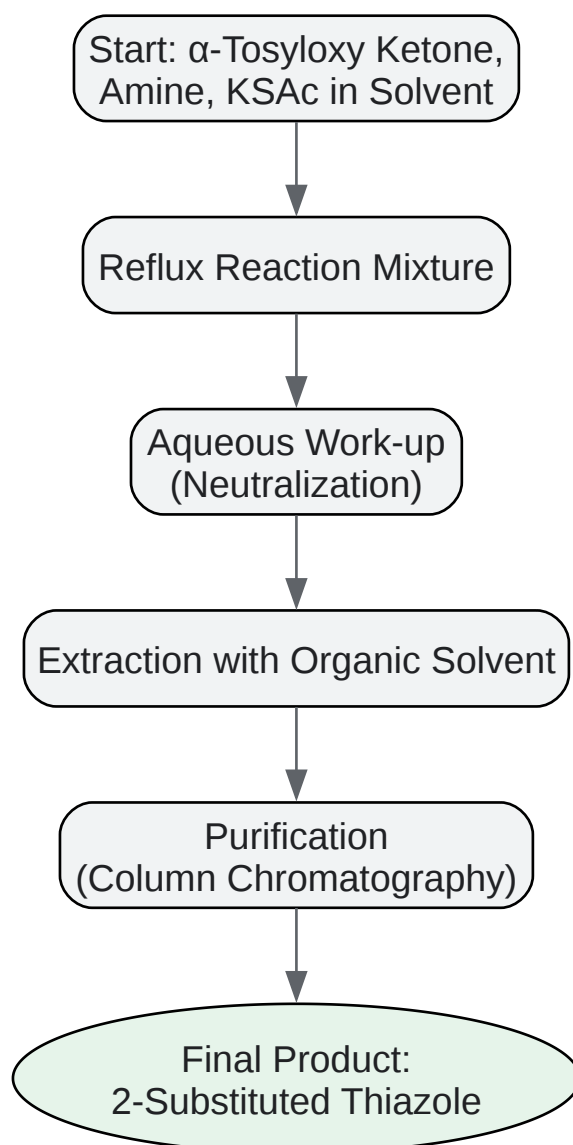 Start: α-Tosyloxy Ketone,
Amine, KSAc in Solvent
Reflux Reaction Mixture
Aqueous Work-up
(Neutralization)
Extraction with Organic Solvent
Purification
(Column Chromatography)
Final Product:
2-Substituted Thiazole